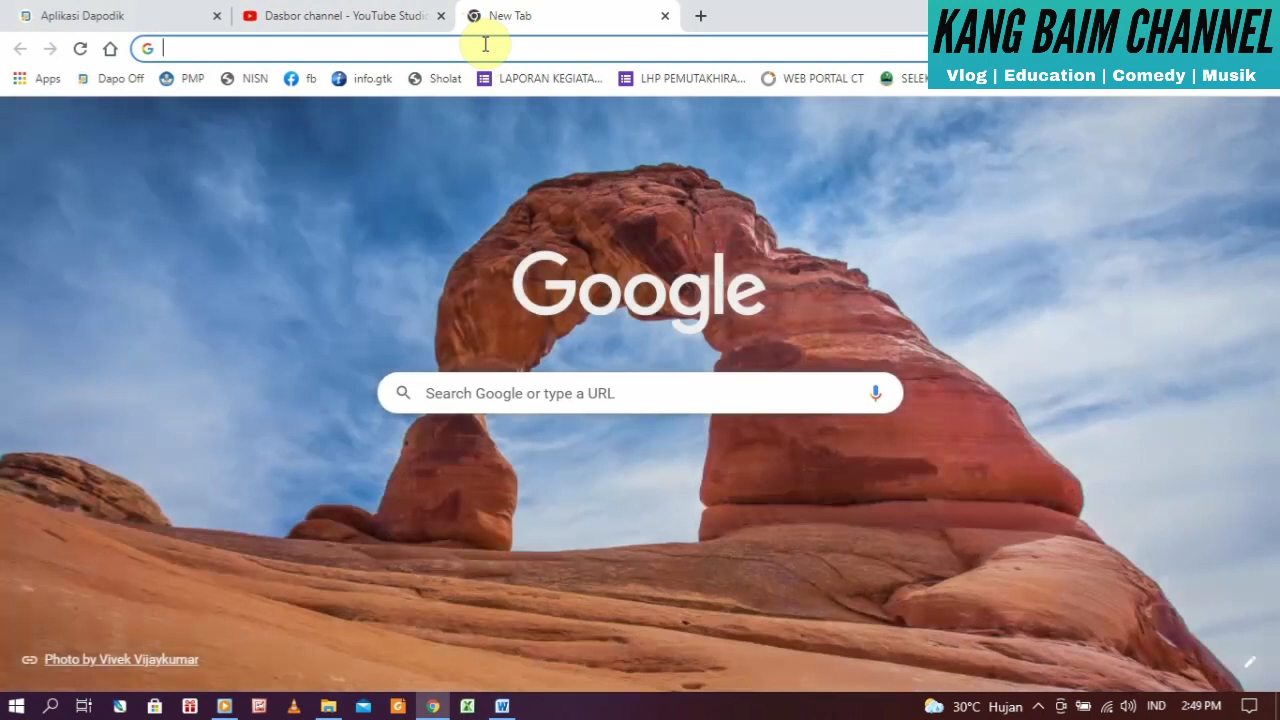 Aplikasi Dapodik
Dasbor channel - YouTube Studio
New Tab
KANG BAIM CHANNEL
Vlog | Education | Comedy | Musik
Apps
Dapo Off
PMP
NISN
fb
info.gtk
Sholat
LAPORAN KEGIATA...
LHP PEMUTAKHIRA...
WEB PORTAL CT
SELEK
Google
Search Google or type a URL
Photo by Vivek Vijaykumar
30°C Hujan
IND
2:49 PM